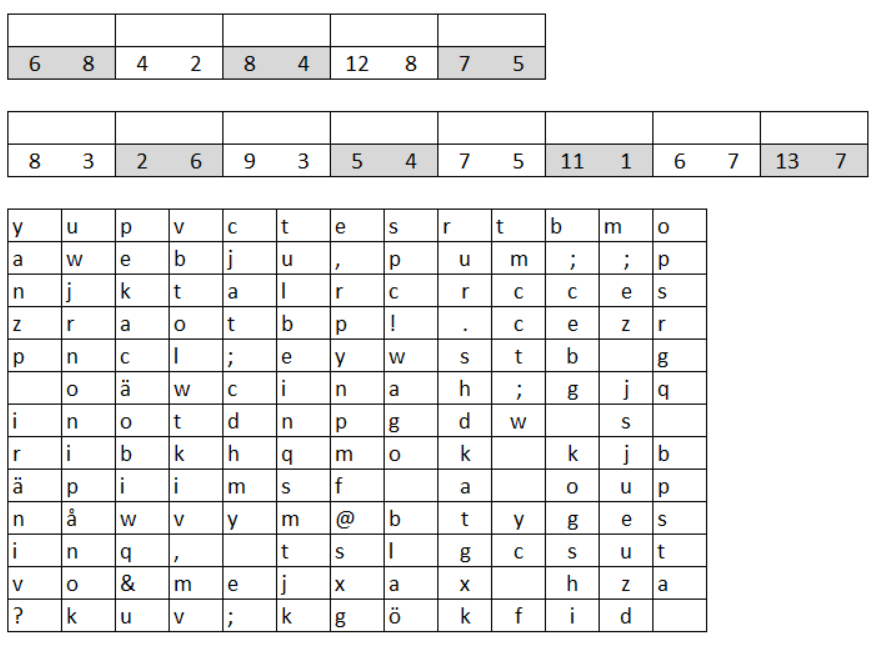 6 8 4 2 8 4 12 8 7 5
8 3 2 6 9 3 5 4 7 5 11 1 6 7 13 7
y u p v c t e s r t b m o
a w e b j u , p u m ; ; p
n j k t a l r c r c c e s
z r a o t b p ! . c e z r
p n c l ; e y w s t b g
o ä w c i n a h ; g j q
i n o t d n p g d w s
r i b k h q m o k k j b
ä p i i m s f a o u p
n å w v y m @ b t y g e s
i n q , t s l g c s u t
v o & m e j x a x h z a
? k u v ; k g ö k f i d